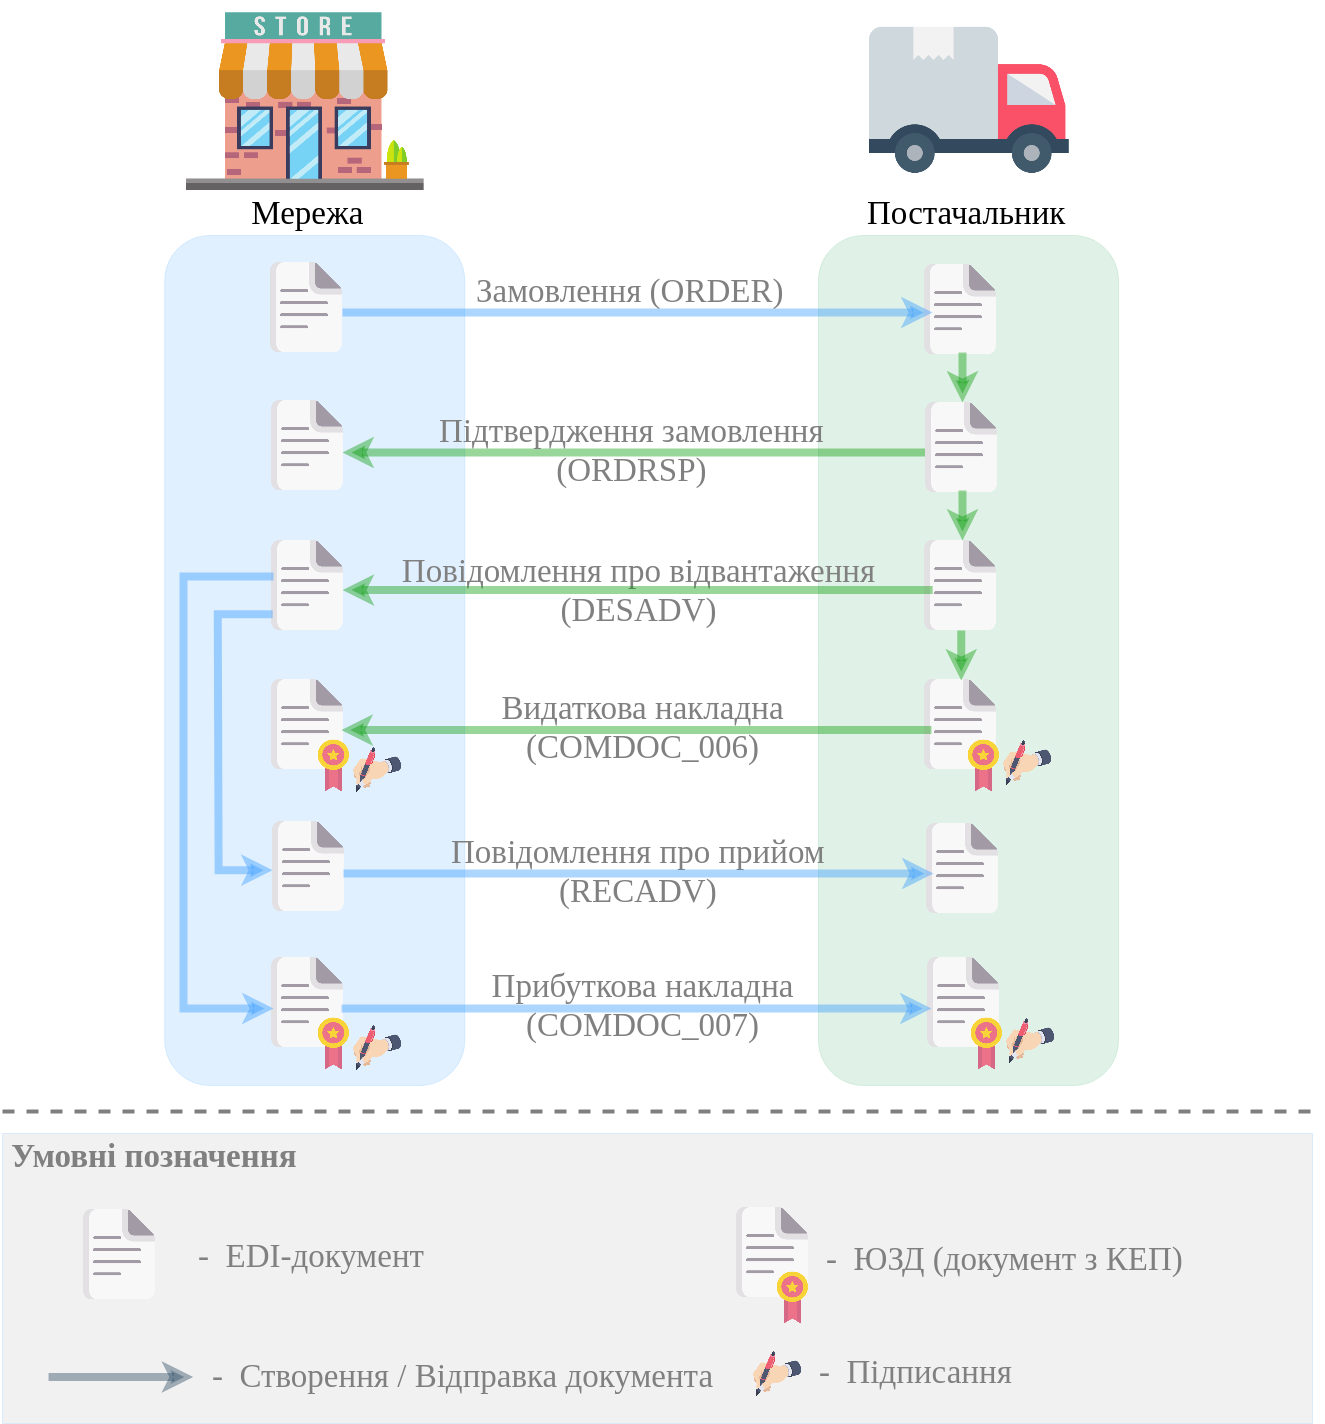 STORE
Мережа
Постачальник
Замовлення (ORDER)
Підтвердження замовлення
(ORDRSP)
Повідомлення про відвантаження
(DESADV)
Видаткова накладна
(COMDOC_006)
Повідомлення про прийом
(RECADV)
Прибуткова накладна
(COMDOC_007)
Умовні позначення
- EDI-документ
- ЮЗД (документ з КЕП)
- Створення / Відправка документа
- Підписання